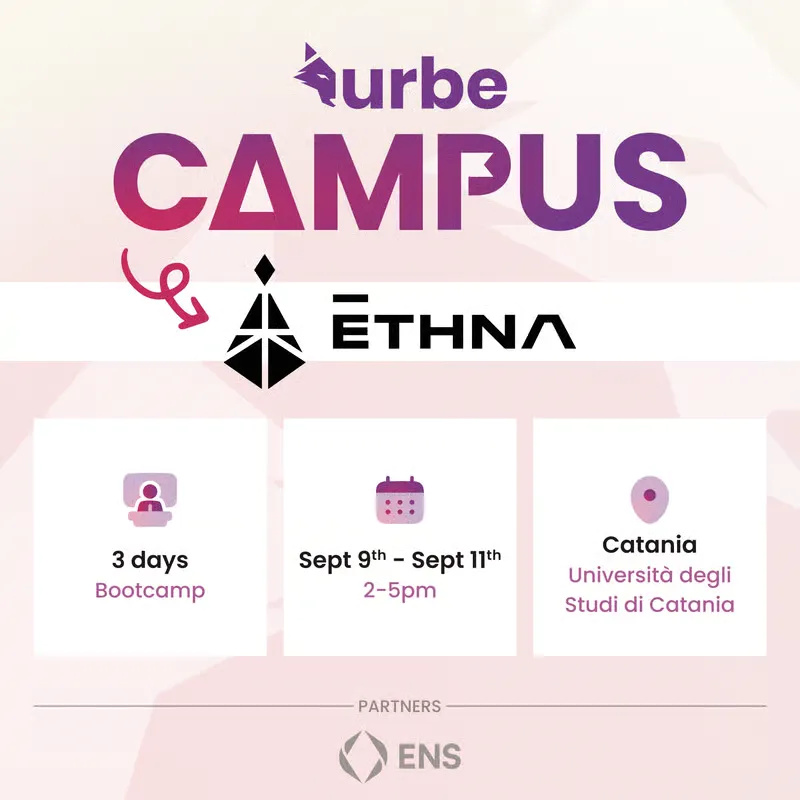 urbe
CAMPUS
ĒTHNA
3 days
Bootcamp
Sept 9th - Sept 11th
2-5pm
Catania
Università degli
Studi di Catania
PARTNERS
ENS